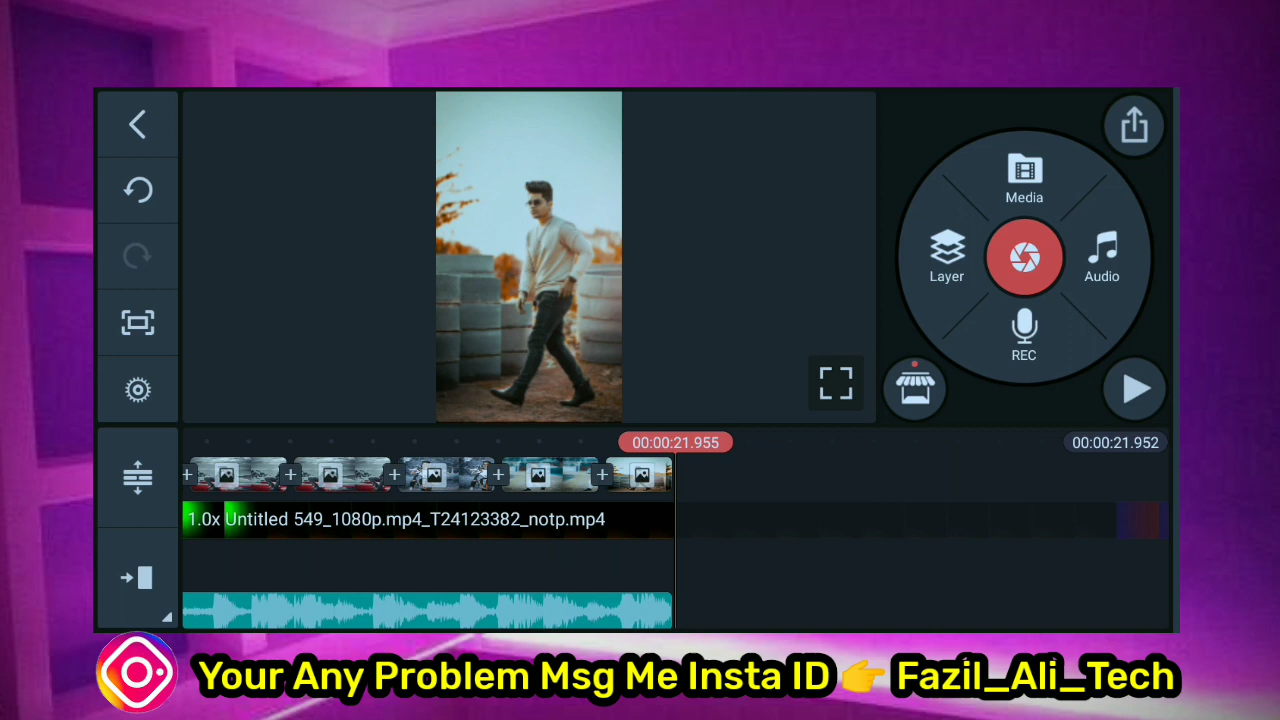 Media
Layer
Audio
REC
00:00:21.955
00:00:21.952
1.0x Untitled 549_1080p.mp4_T24123382_notp.mp4
Your Any Problem Msg Me Insta ID 👉 Fazil_Ali_Tech